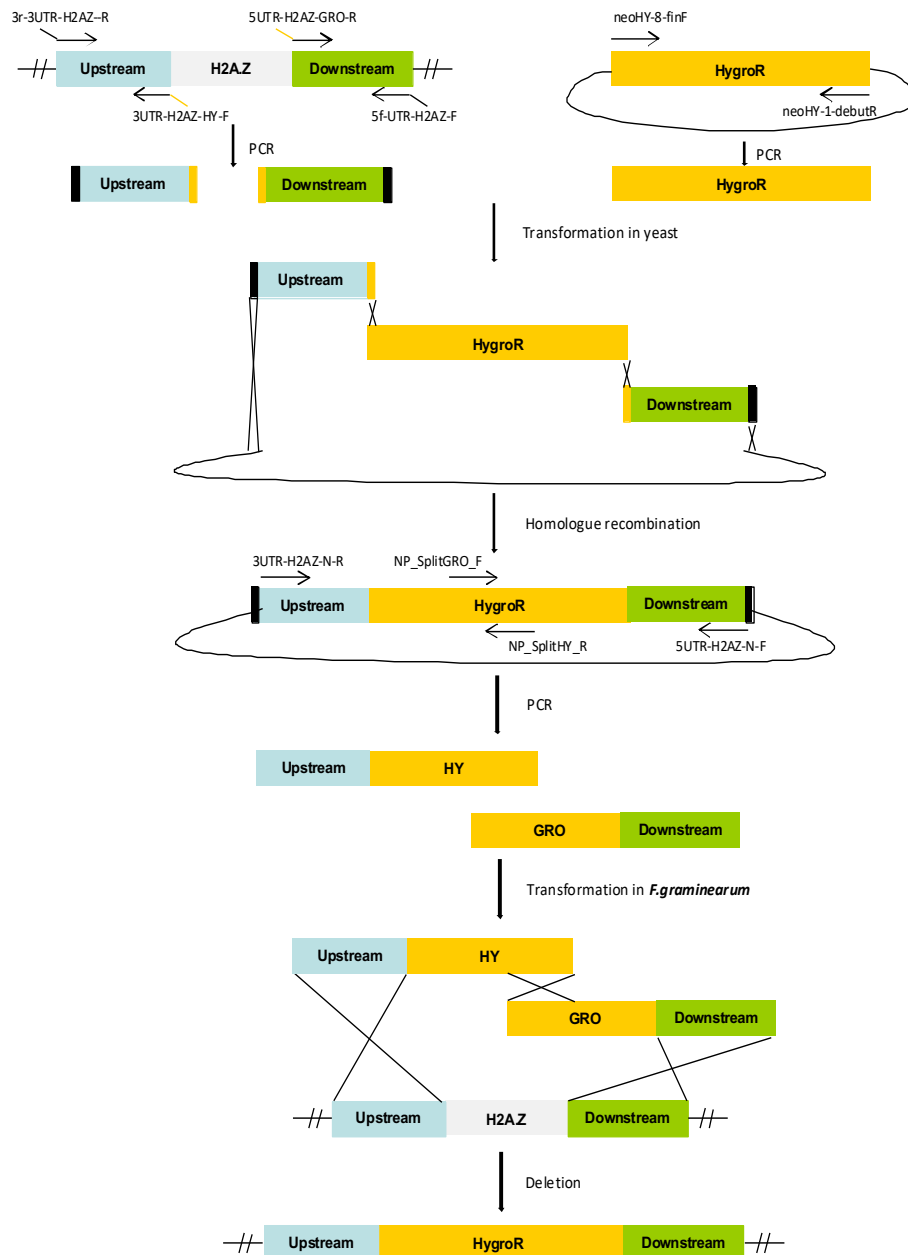 3r-3UTR-H2AZ--R
5UTR-H2AZ-GRO-R
neoHY-8-finF
Upstream
H2A.Z
Downstream
HygroR
3UTR-H2AZ-HY-F
5f-UTR-H2AZ-F
neoHY-1-debutR
PCR
PCR
Upstream
Downstream
HygroR
Transformation in yeast
Upstream
HygroR
Downstream
Homologue recombination
3UTR-H2AZ-N-R
NP_SplitGRO_F
Upstream
HygroR
Downstream
NP_SplitHY_R
5UTR-H2AZ-N-F
PCR
Upstream
HY
GRO
Downstream
Transformation in F.graminearum
Upstream
HY
GRO
Downstream
Upstream
H2A.Z
Downstream
Deletion
Upstream
HygroR
Downstream